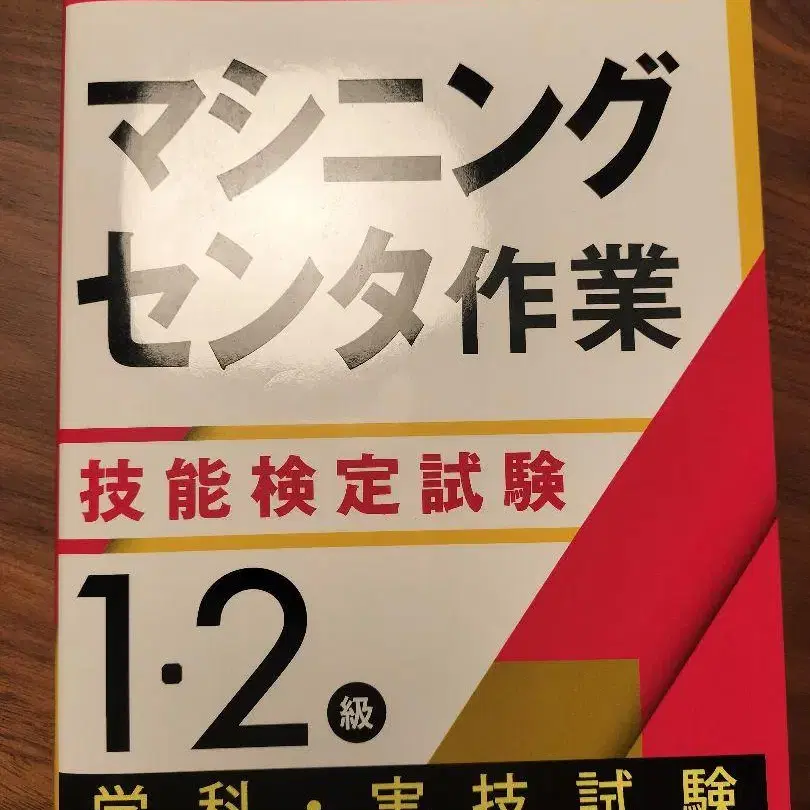 マシニング
センタ作業
技能検定試験
1・2級
学科・実技試験